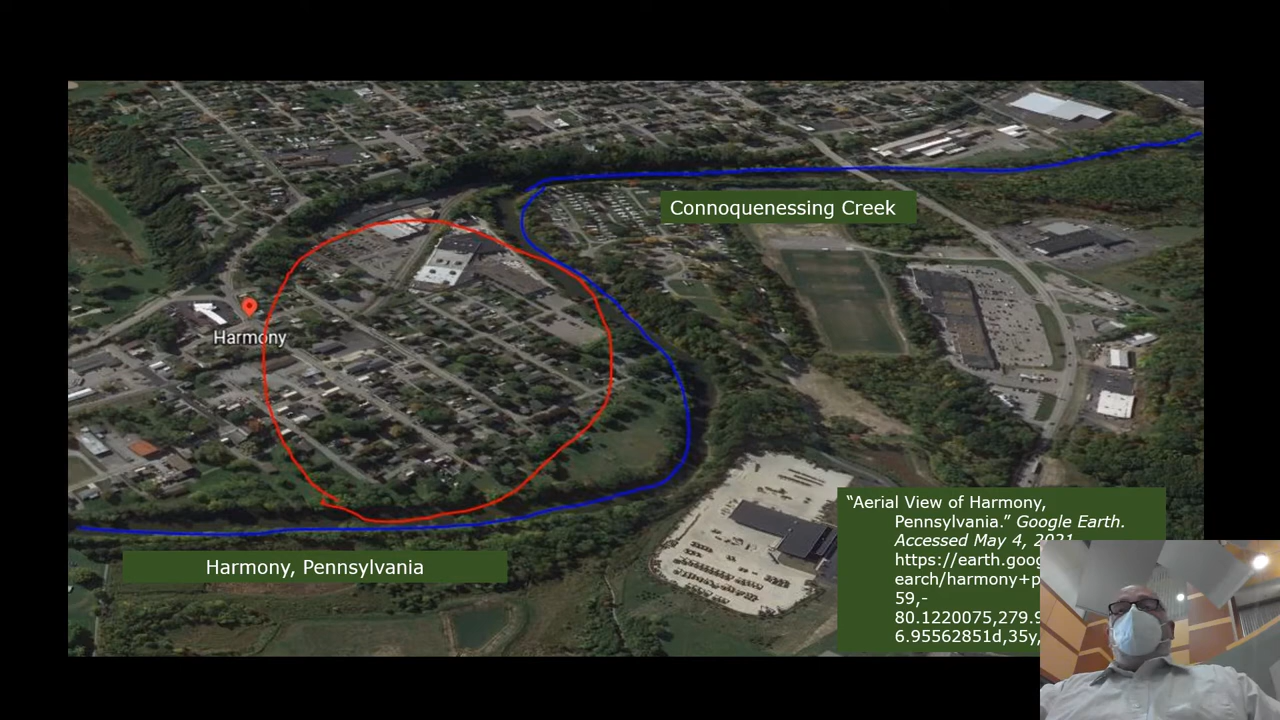 Connoquenessing Creek
Harmony
“Aerial View of Harmony,
Pennsylvania.” Google Earth.
Accessed May 4, 2021
https://earth.goog
earch/harmony+p
59,-
80.1220075,279.9
6.95562851d,35y,
Harmony, Pennsylvania